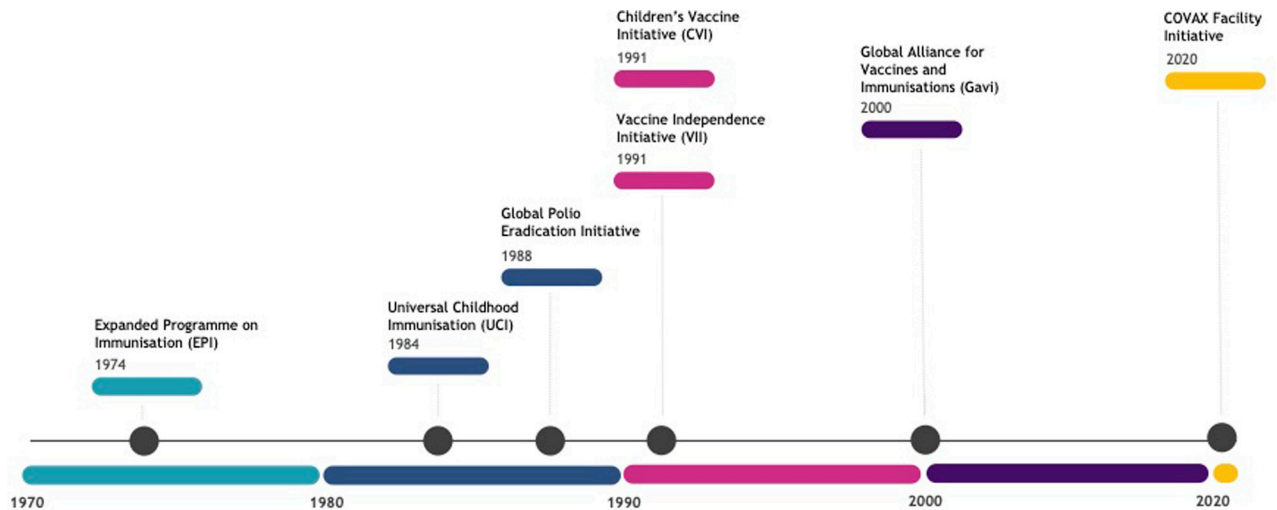 Children's Vaccine
Initiative (CVI)
1991
COVAX Facility
Initiative
2020
Global Alliance for
Vaccines and
Immunisations (Gavi)
2000
Vaccine Independence
Initiative (VII)
1991
Global Polio
Eradication Initiative
1988
Universal Childhood
Immunisation (UCI)
1984
Expanded Programme on
Immunisation (EPI)
1974
1970
1980
1990
2000
2020